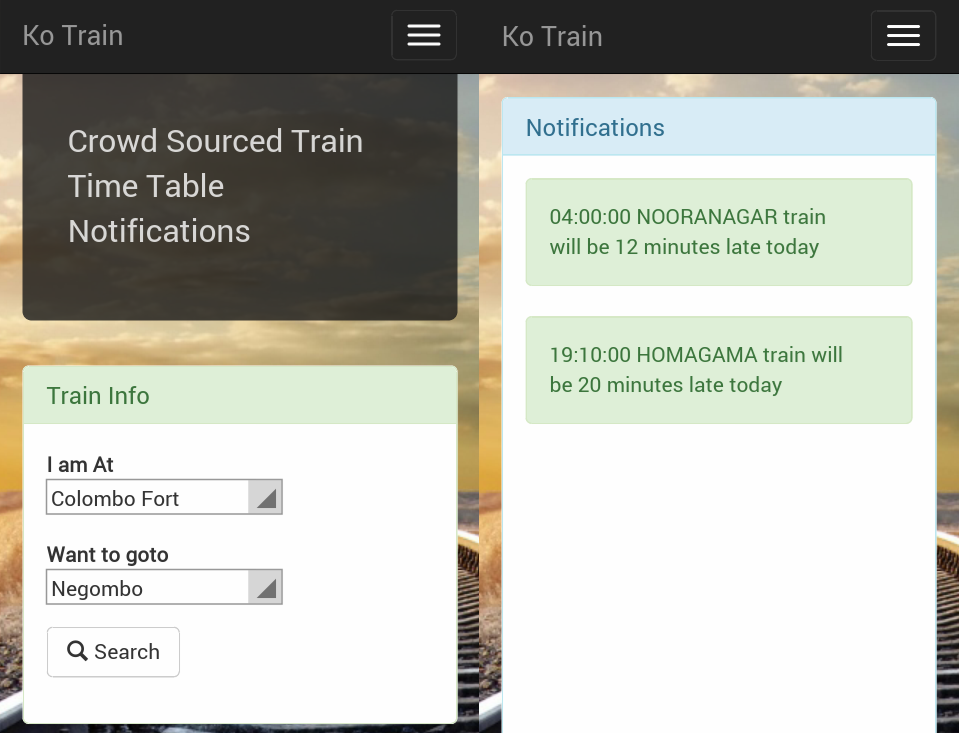 Ko Train
Crowd Sourced Train
Time Table
Notifications
Train Info
I am At
Colombo Fort
Want to goto
Negombo
Search
Ko Train
Notifications
04:00:00 NOORANAGAR train
will be 12 minutes late today
19:10:00 HOMAGAMA train will
be 20 minutes late today